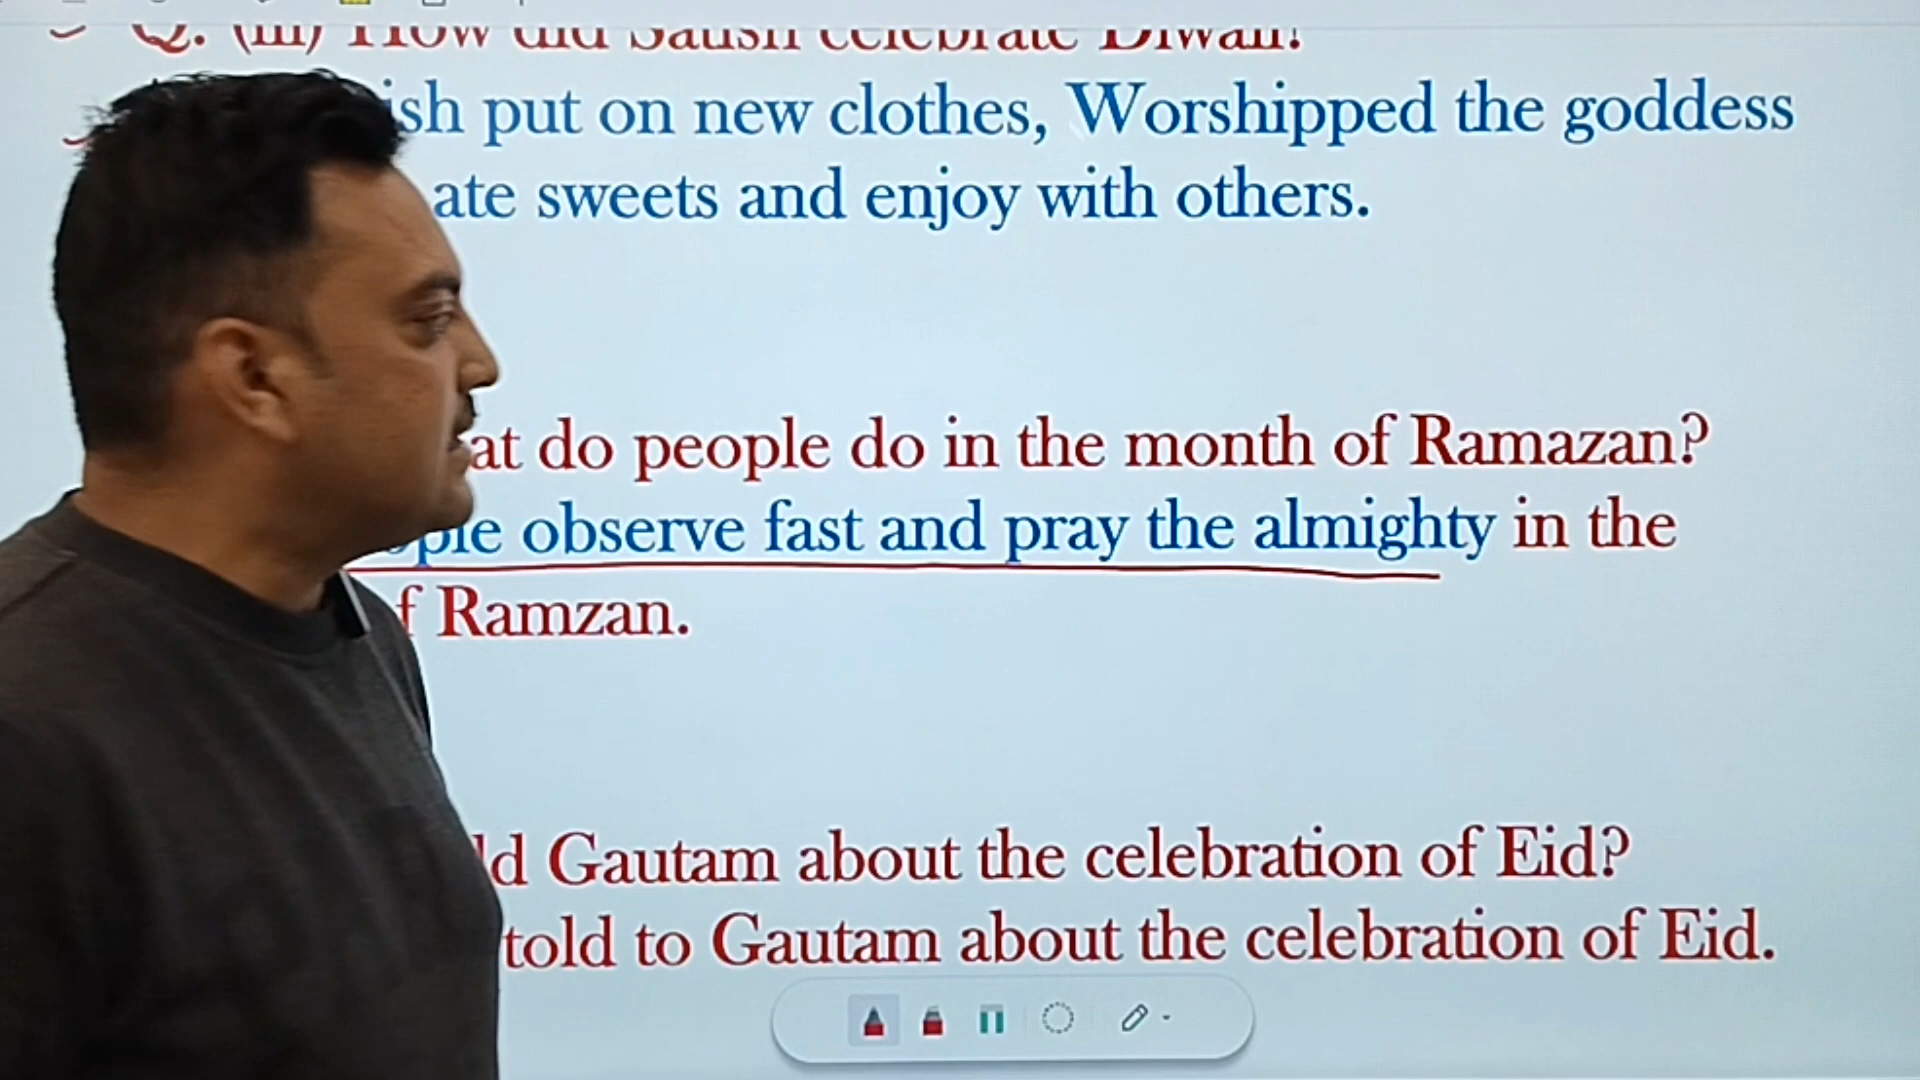 Q. (iii) How did Satish celebrate Diwali?
ish put on new clothes, Worshipped the goddess
ate sweets and enjoy with others.
at do people do in the month of Ramazan?
ople observe fast and pray the almighty in the
f Ramzan.
ld Gautam about the celebration of Eid?
told to Gautam about the celebration of Eid.